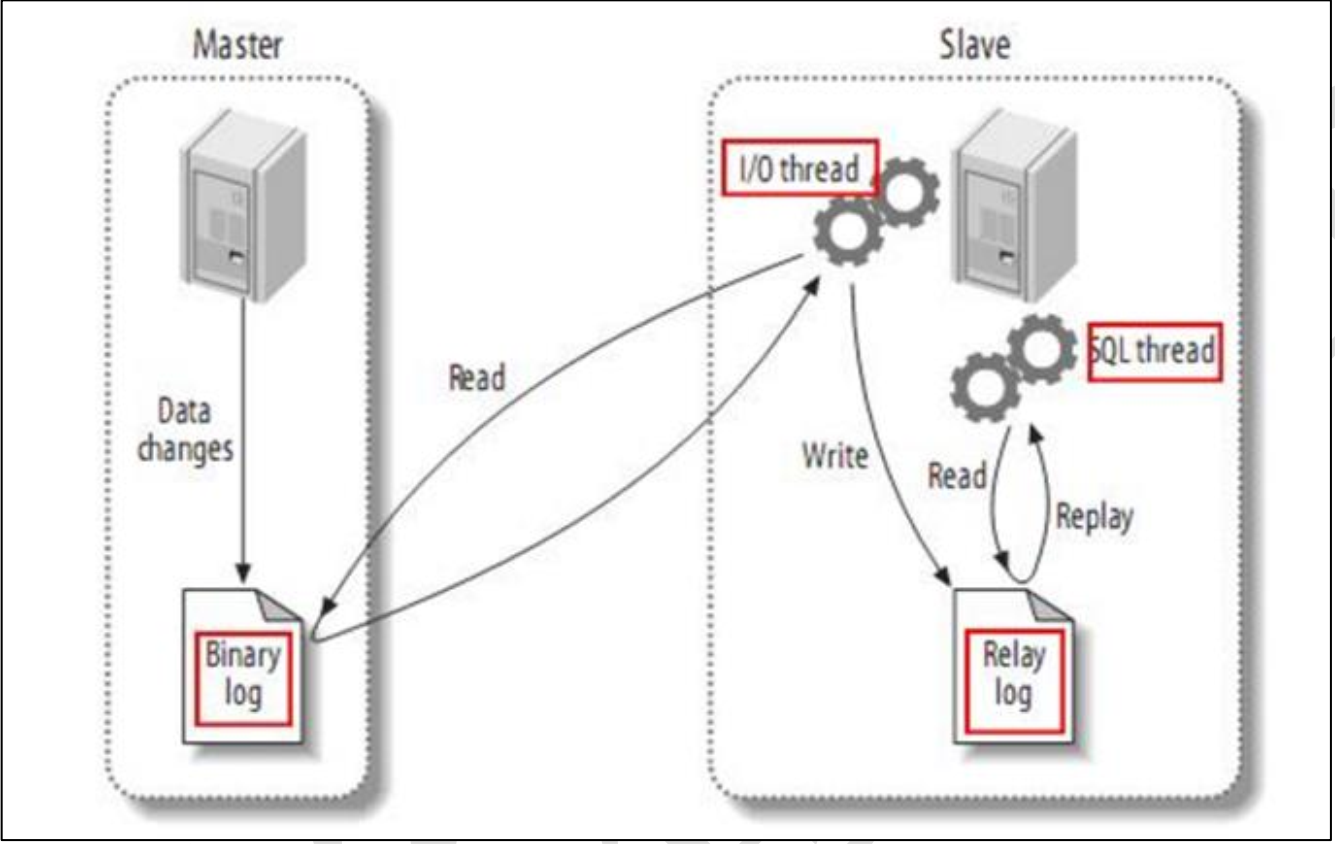 Master
Slave
I/O thread
SQL thread
Read
Data
changes
Write
Read
Replay
Binary
log
Relay
log